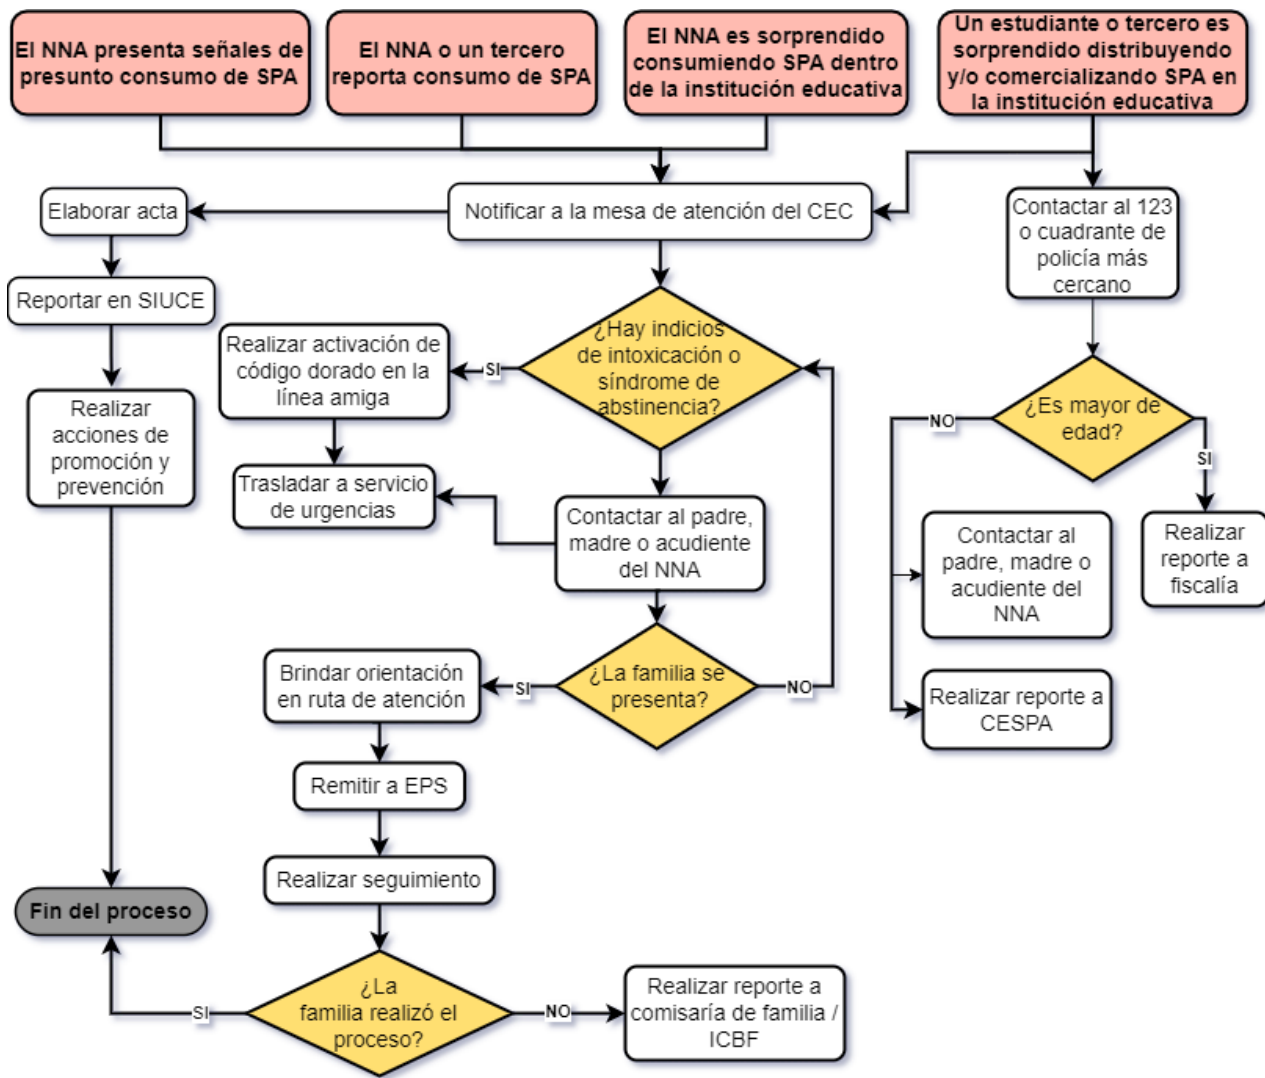 El NNA presenta señales de
presunto consumo de SPA
El NNA o un tercero
reporta consumo de SPA
El NNA es sorprendido
consumiendo SPA dentro
de la institución educativa
Un estudiante o tercero es
sorprendido distribuyendo
y/o comercializando SPA en
la institución educativa
Elaborar acta
Notificar a la mesa de atención del CEC
Contactar al 123
o cuadrante de
policía más
cercano
Reportar en SIUCE
¿Hay indicios
de intoxicación o
síndrome de
abstinencia?
SI
Realizar activación de
código dorado en la
línea amiga
Realizar
acciones de
promoción y
prevención
Trasladar a servicio
de urgencias
Contactar al padre,
madre o acudiente
del NNA
¿Es mayor de
edad?
NO
SI
Contactar al
padre, madre o
acudiente del
NNA
Realizar
reporte a
fiscalía
Realizar reporte a
CESPA
¿La familia se
presenta?
SI
NO
Brindar orientación
en ruta de atención
Remitir a EPS
Realizar seguimiento
Fin del proceso
¿La
familia realizó el
proceso?
SI
NO
Realizar reporte a
comisaría de familia /
ICBF